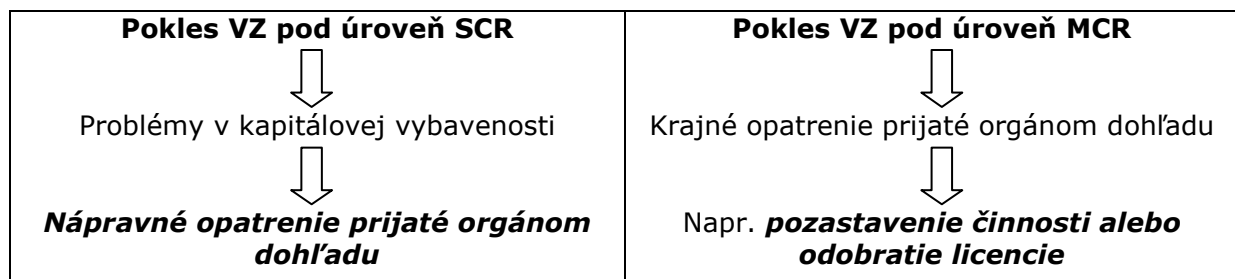 Pokles VZ pod úroveň SCR
Problémy v kapitálovej vybavenosti
Nápravné opatrenie prijaté orgánom
dohľadu
Pokles VZ pod úroveň MCR
Krajné opatrenie prijaté orgánom dohľadu
Napr. pozastavenie činnosti alebo
odobratie licencie